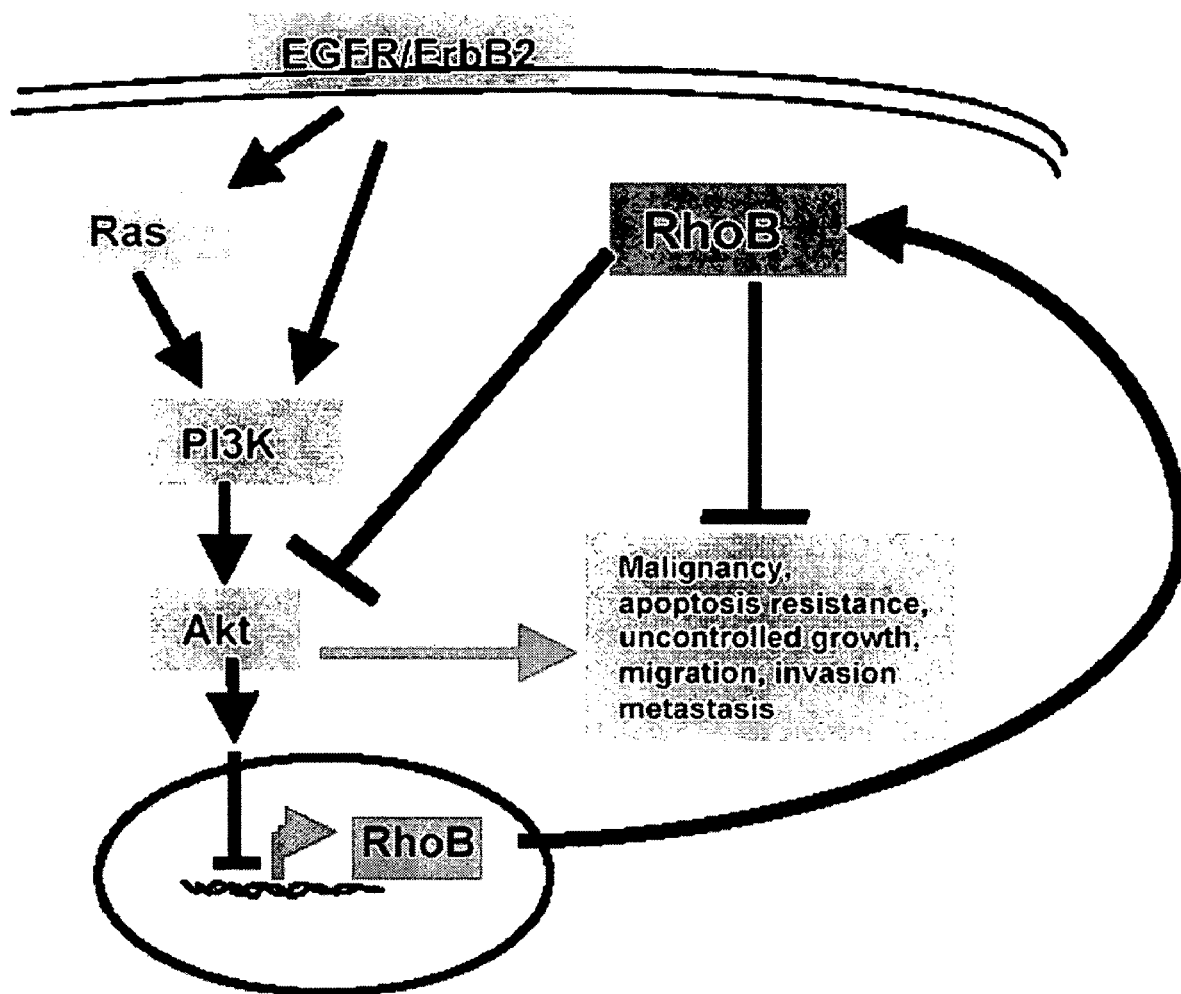 EGFR/ErbB2
Ras
RhoB
PI3K
Malignancy,
apoptosis resistance,
uncontrolled growth,
migration, invasion
metastasis
Akt
RhoB